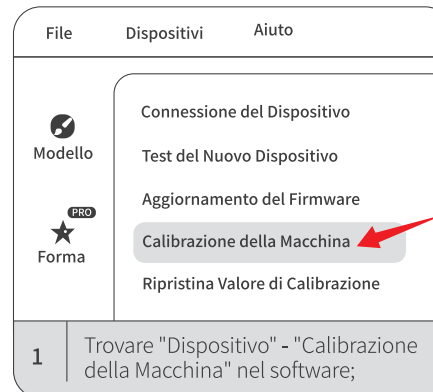 File Dispositivi Aiuto
Modello
PRO
Forma
Connessione del Dispositivo
Test del Nuovo Dispositivo
Aggiornamento del Firmware
Calibrazione della Macchina
Ripristina Valore di Calibrazione
1 Trovare "Dispositivo" - "Calibrazione
della Macchina" nel software;